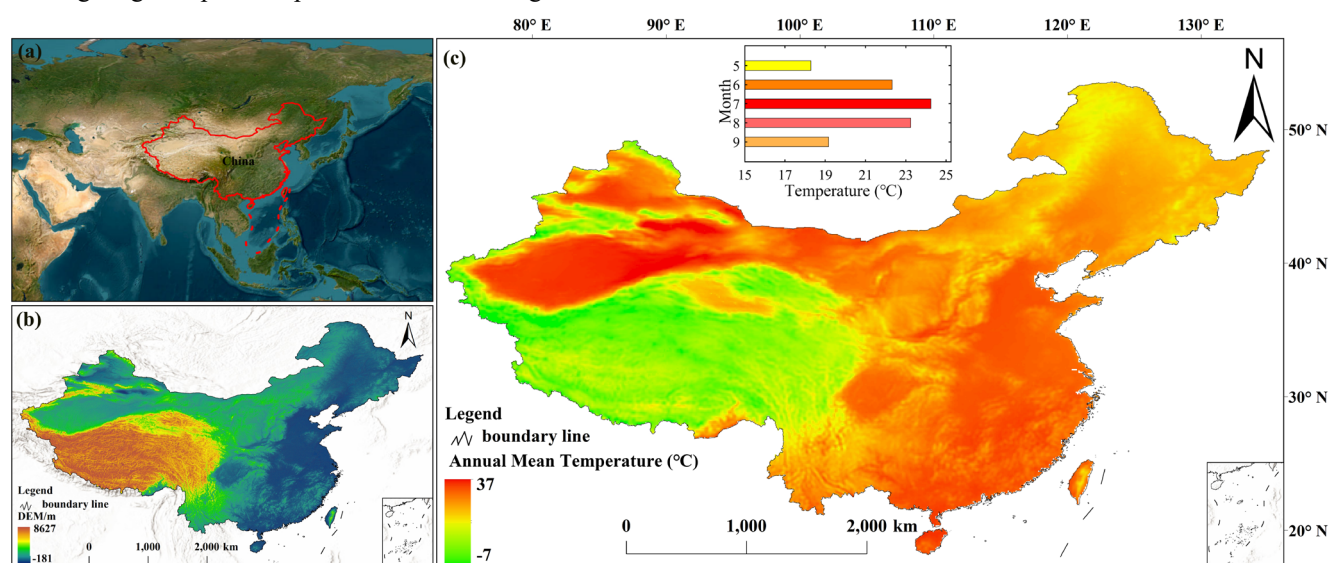 (a)
China
(b)
N
Legend
boundary line
DEM/m
8627
-181
0 1,000 2,000 km
(c)
80° E 90° E 100° E 110° E 120° E 130° E
50° N
40° N
30° N
20° N
N
Month
5
6
7
8
9
15 17 19 21 23 25
Temperature (℃)
Legend
boundary line
Annual Mean Temperature (℃)
37
-7
0 1,000 2,000 km